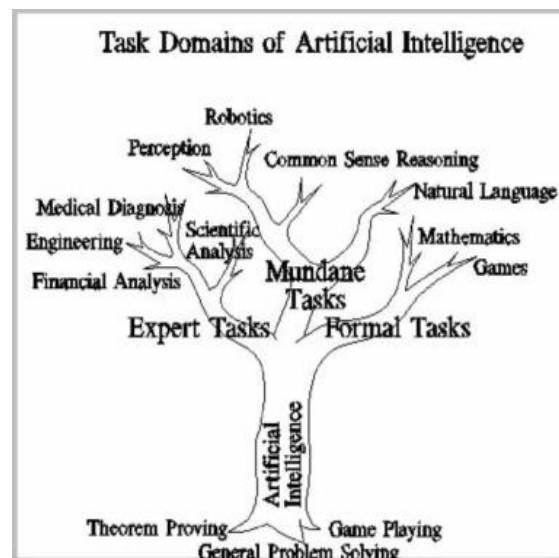 Task Domains of Artificial Intelligence
Robotics
Perception
Common Sense Reasoning
Natural Language
Medical Diagnosis
Scientific
Analysis
Engineering
Mathematics
Games
Financial Analysis
Mundane
Tasks
Expert Tasks
Formal Tasks
Artificial
Intelligence
Theorem Proving
Game Playing
General Problem Solving